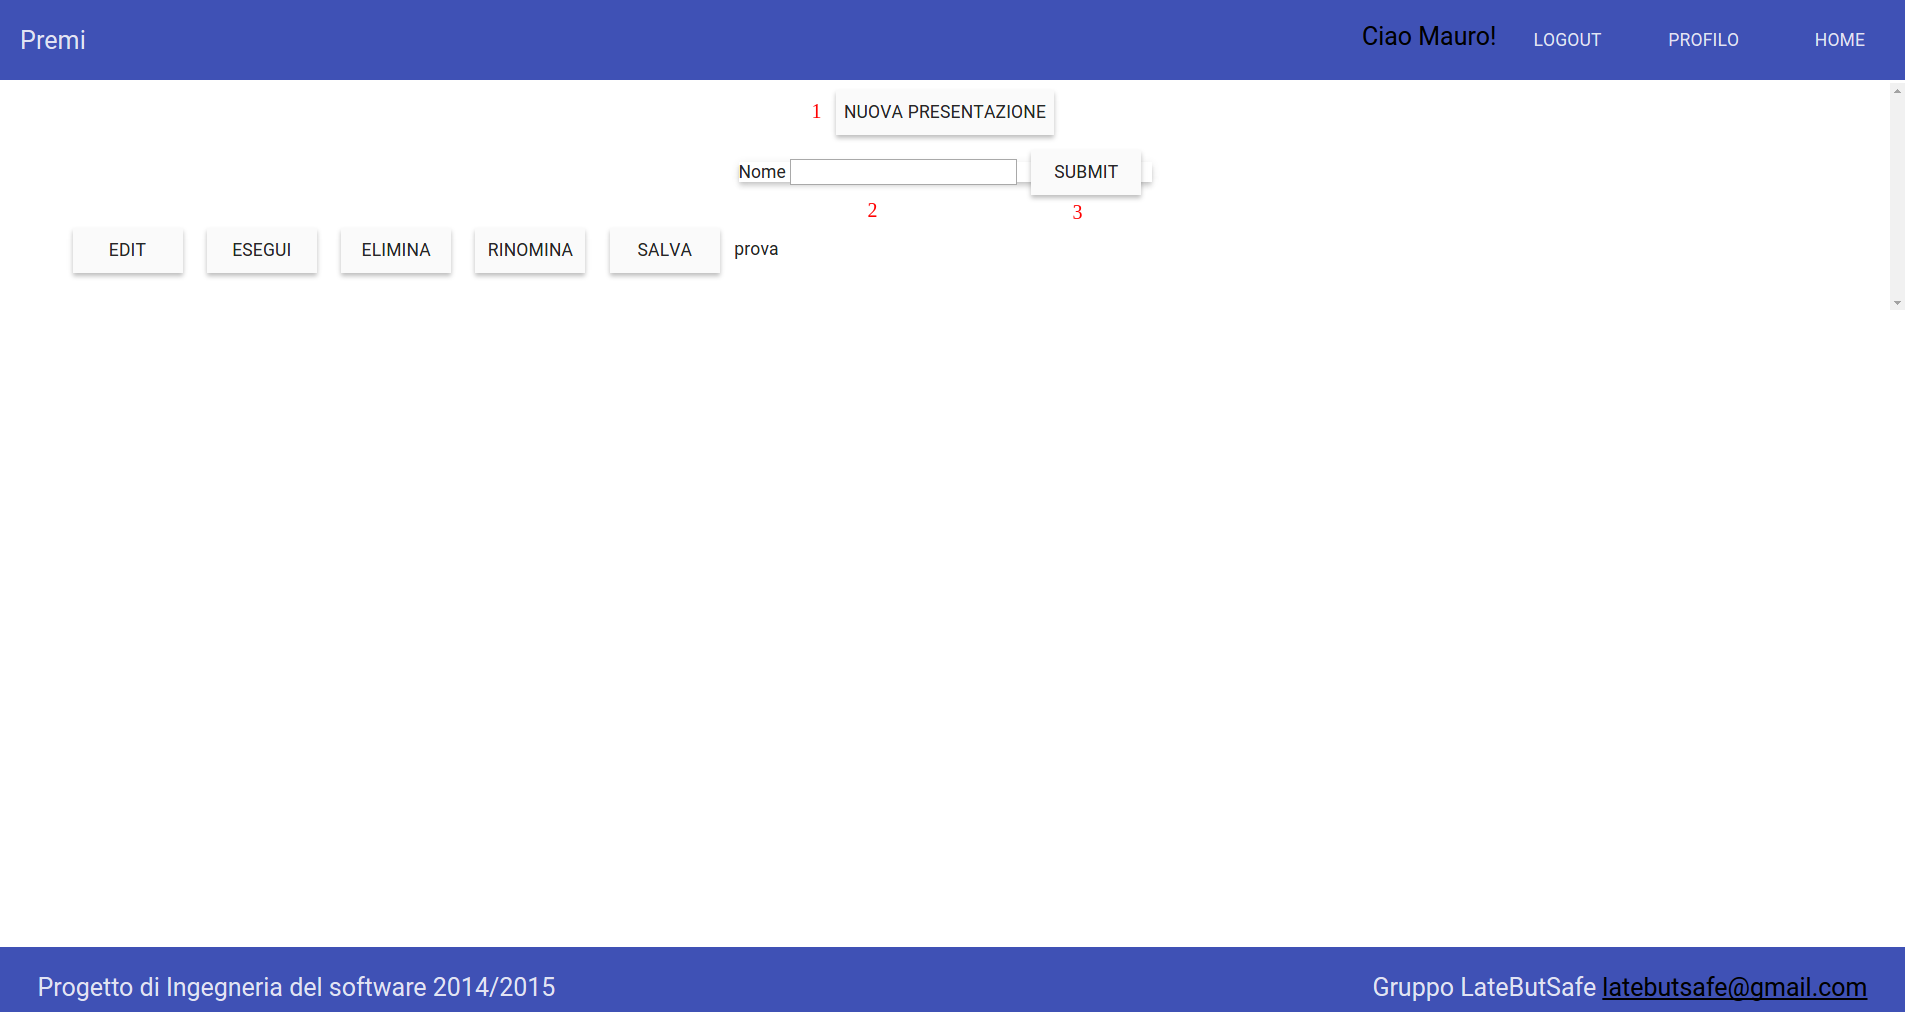 Premi Ciao Mauro! LOGOUT PROFILO HOME
1 NUOVA PRESENTAZIONE
Nome SUBMIT
2 3
EDIT ESEGUI ELIMINA RINOMINA SALVA prova
Progetto di Ingegneria del software 2014/2015 Gruppo LateButSafe latebutsafe@gmail.com